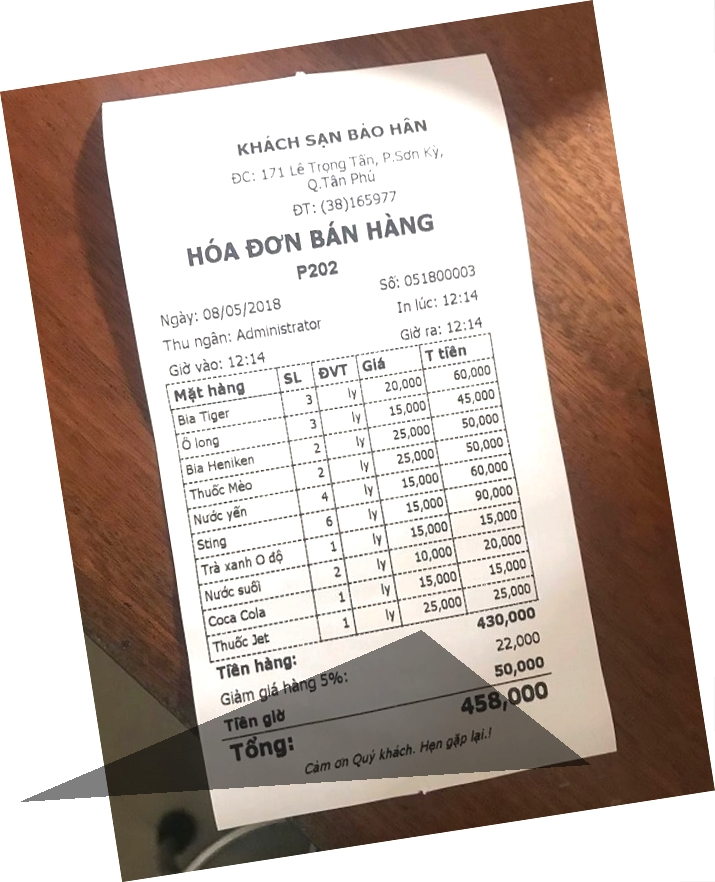 KHÁCH SẠN BẢO HÂN
ĐC: 171 Lê Trọng Tấn, P.Sơn Kỳ,
Q.Tân Phú
ĐT: (38)165977
HÓA ĐƠN BÁN HÀNG
P202
Số: 051800003
Ngày: 08/05/2018 In lúc: 12:14
Thu ngân: Administrator Giờ ra: 12:14
Giờ vào: 12:14
Mặt hàng SL ĐVT Giá T tiền
Bia Tiger 3 ly 20,000 60,000
Ô long 3 ly 15,000 45,000
Bia Heniken 2 ly 25,000 50,000
Thuốc Mèo 2 ly 25,000 50,000
Nước yến 4 ly 15,000 60,000
Sting 6 ly 15,000 90,000
Trà xanh O độ 1 ly 15,000 15,000
Nước suối 2 ly 10,000 20,000
Coca Cola 1 ly 15,000 15,000
Thuốc Jet 1 ly 25,000 25,000
Tiền hàng: 430,000
Giảm giá hàng 5%: 22,000
Tiền giờ 50,000
Tổng: 458,000
Cảm ơn Quý khách. Hẹn gặp lại.!